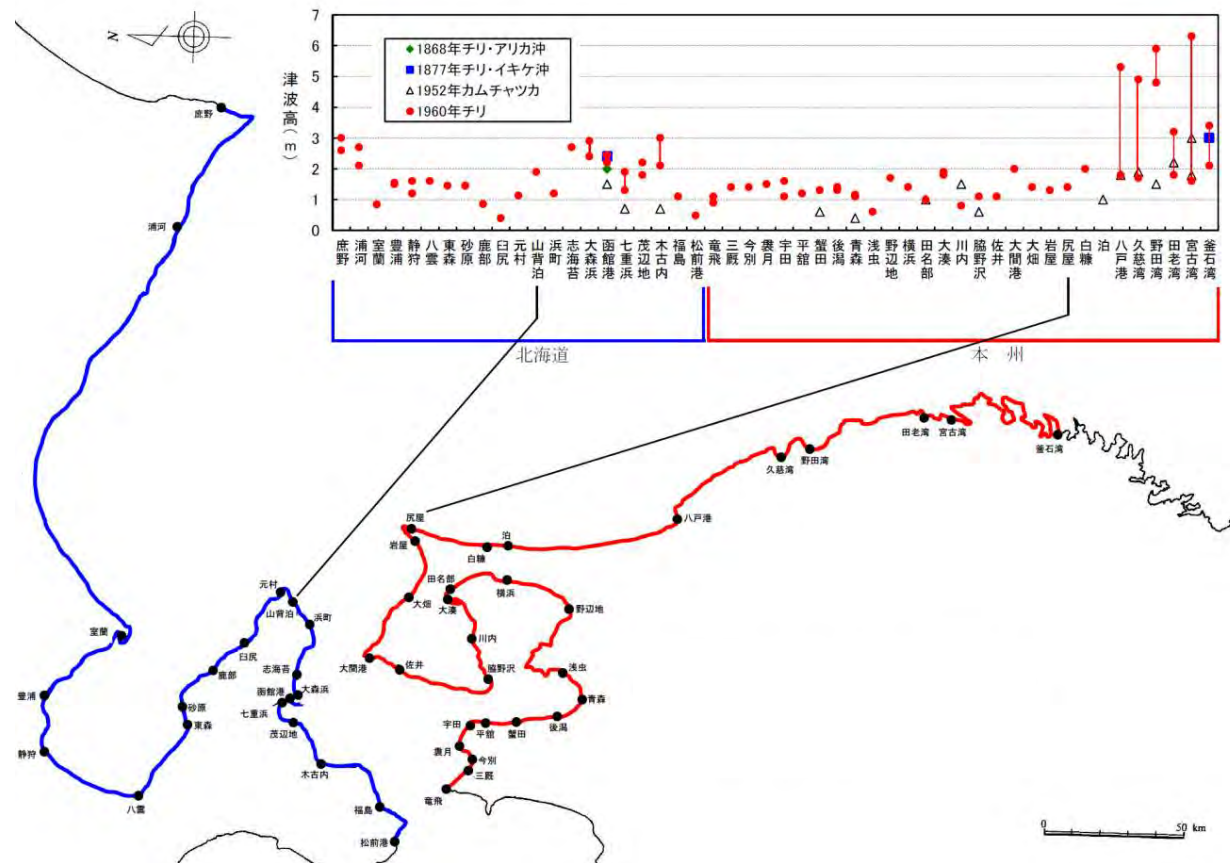 N
7
6
5
4
3
2
1
0
津波高(m)
1868年チリ・アリカ沖
1877年チリ・イキケ沖
1952年カムチャツカ
1960年チリ
庶野
浦河
室蘭
豊浦
静狩
八雲
東森
砂原
鹿部
臼尻
元村
山背泊
浜町
志海苔
大森浜
函館港
七重浜
茂辺地
木古内
福島
松前港
竜飛
三厩
今別
袰月
宇田
平舘
蟹田
後潟
青森
浅虫
野辺地
横浜
田名部
大湊
川内
脇野沢
佐井
大間港
大畑
岩屋
尻屋
白糠
泊
八戸港
久慈湾
野田湾
田老湾
宮古湾
釜石湾
北海道
本 州
庶野
浦河
室蘭
豊浦
静狩
八雲
東森
砂原
鹿部
臼尻
元村
山背泊
浜町
志海苔
大森浜
函館港
七重浜
茂辺地
木古内
福島
松前港
尻屋
岩屋
大畑
大間港
佐井
脇野沢
川内
大湊
田名部
横浜
野辺地
浅虫
青森
後潟
蟹田
平舘
宇田
袰月
今別
三厩
竜飛
白糠
泊
八戸港
久慈湾
野田湾
田老湾
宮古湾
釜石湾
0
50 km